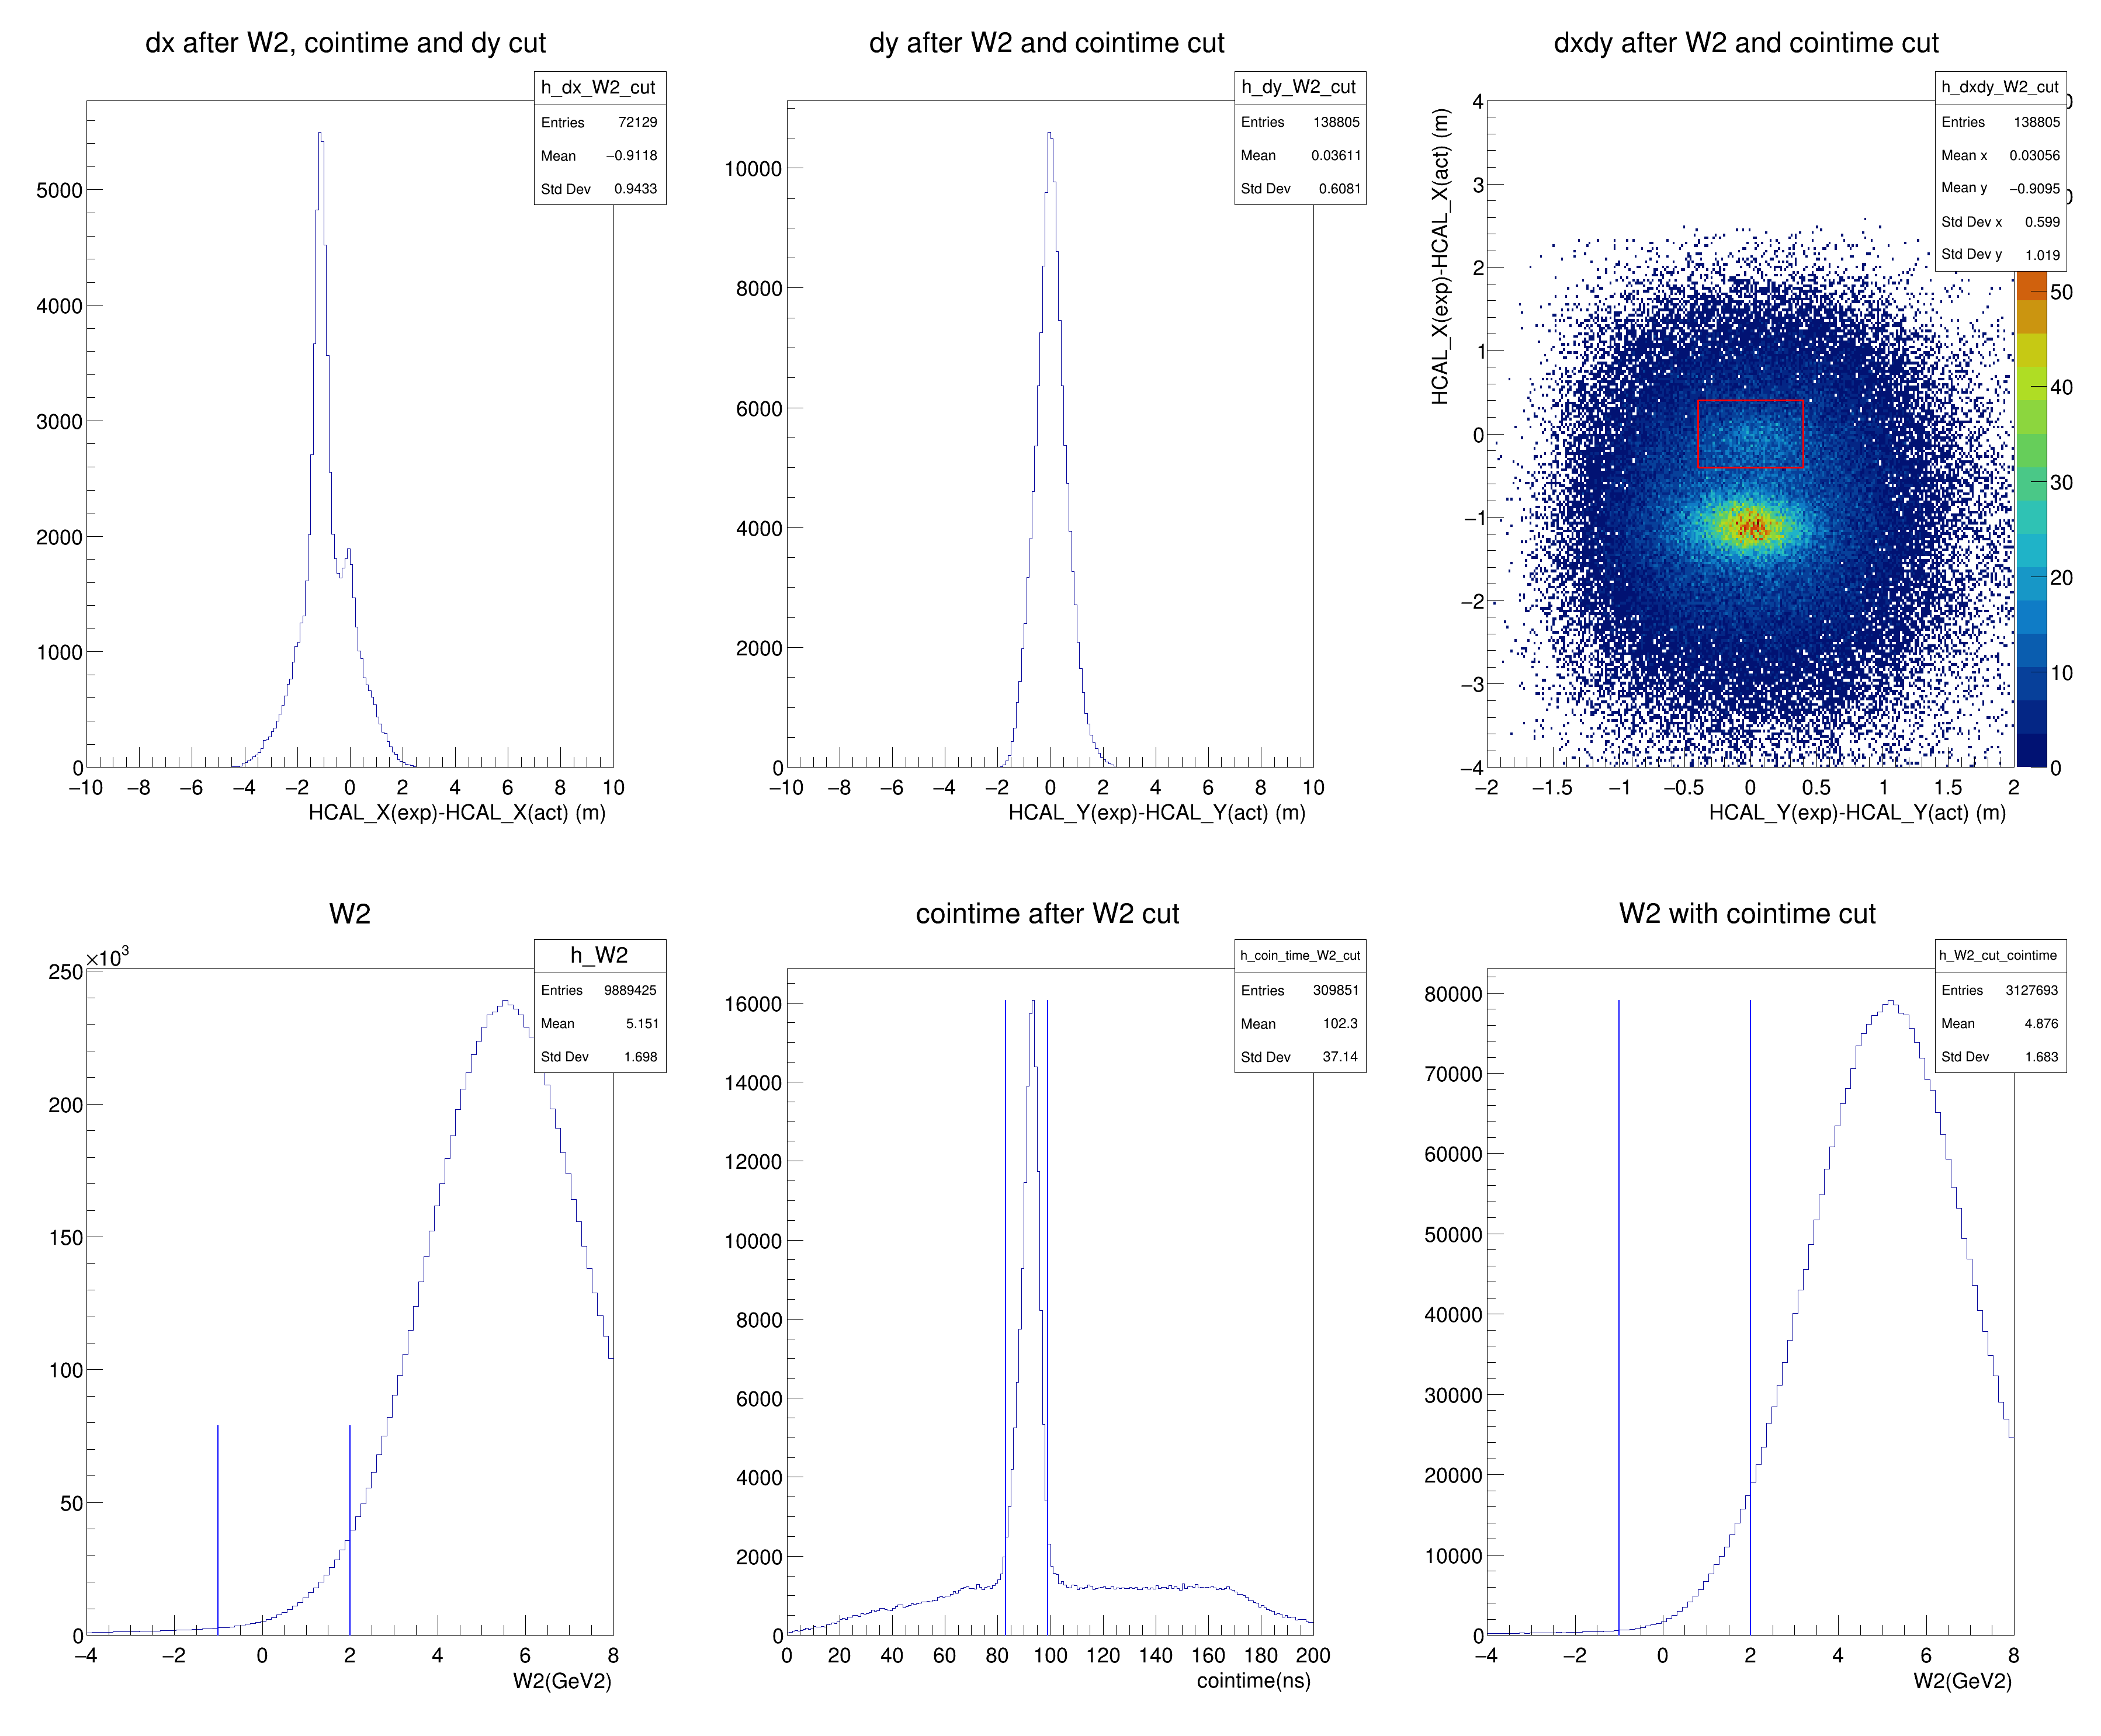 dx after W2, cointime and dy cut
h_dx_W2_cut
Entries 72129
Mean −0.9118
Std Dev 0.9433
5000
4000
3000
2000
1000
0
−10 −8 −6 −4 −2 0 2 4 6 8 10
HCAL_X(exp)-HCAL_X(act) (m)
dy after W2 and cointime cut
h_dy_W2_cut
Entries 138805
Mean 0.03611
Std Dev 0.6081
10000
8000
6000
4000
2000
0
−10 −8 −6 −4 −2 0 2 4 6 8 10
HCAL_Y(exp)-HCAL_Y(act) (m)
dxdy after W2 and cointime cut
h_dxdy_W2_cut
Entries 138805
Mean x 0.03056
Mean y −0.9095
Std Dev x 0.599
Std Dev y 1.019
HCAL_X(exp)-HCAL_X(act) (m)
4
3
2
1
0
−1
−2
−3
−4
−2 −1.5 −1 −0.5 0 0.5 1 1.5 2
HCAL_Y(exp)-HCAL_Y(act) (m)
50
40
30
20
10
0
W2
×10³
h_W2
Entries 9889425
Mean 5.151
Std Dev 1.698
250
200
150
100
50
0
−4 −2 0 2 4 6 8
W2(GeV2)
cointime after W2 cut
h_coin_time_W2_cut
Entries 309851
Mean 102.3
Std Dev 37.14
16000
14000
12000
10000
8000
6000
4000
2000
0
0 20 40 60 80 100 120 140 160 180 200
cointime(ns)
W2 with cointime cut
h_W2_cut_cointime
Entries 3127693
Mean 4.876
Std Dev 1.683
80000
70000
60000
50000
40000
30000
20000
10000
0
−4 −2 0 2 4 6 8
W2(GeV2)